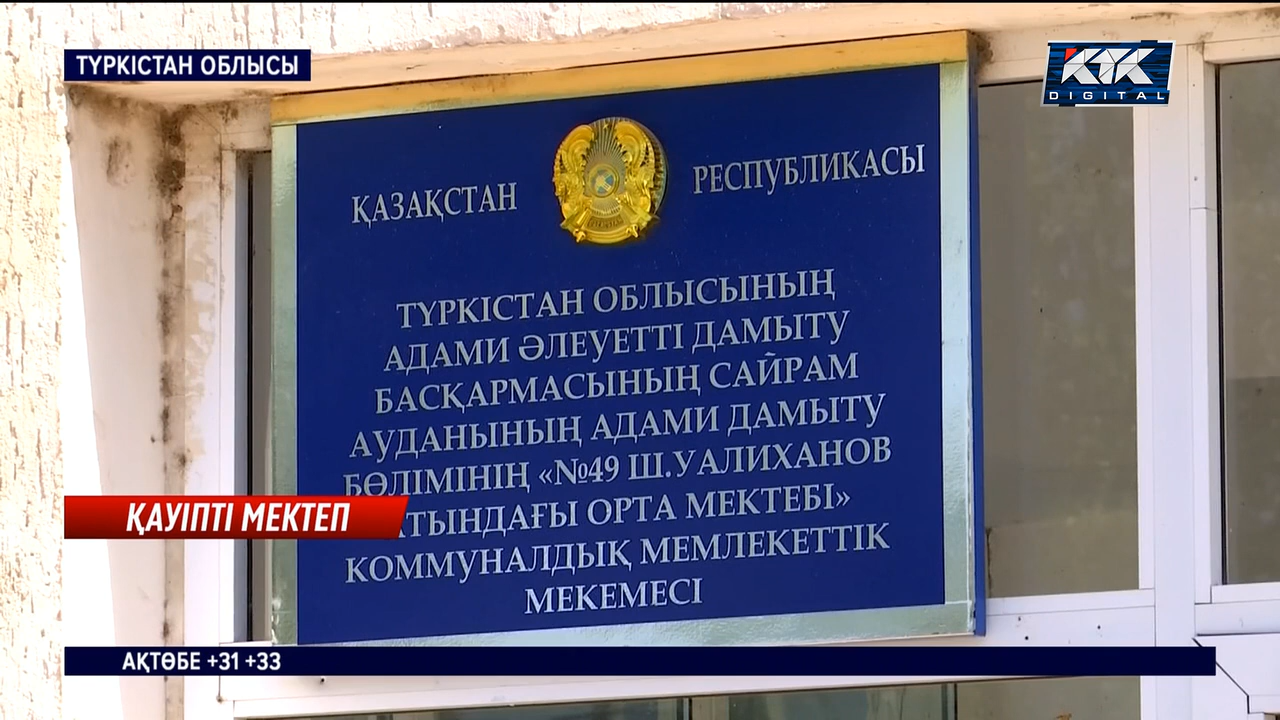 ТҮРКІСТАН ОБЛЫСЫ
КТК
DIGITAL
ҚАЗАҚСТАН РЕСПУБЛИКАСЫ
ТҮРКІСТАН ОБЛЫСЫНЫҢ
АДАМИ ӘЛЕУЕТТІ ДАМЫТУ
БАСҚАРМАСЫНЫҢ САЙРАМ
АУДАНЫНЫҢ АДАМИ ДАМЫТУ
БӨЛІМІНІҢ «№49 Ш.УАЛИХАНОВ
ОРТА МЕКТЕБІ»
КОММУНАЛДЫҚ МЕМЛЕКЕТТІК
МЕКЕМЕСІ
ҚАУІПТІ МЕКТЕП
АҚТӨБЕ +31 +33